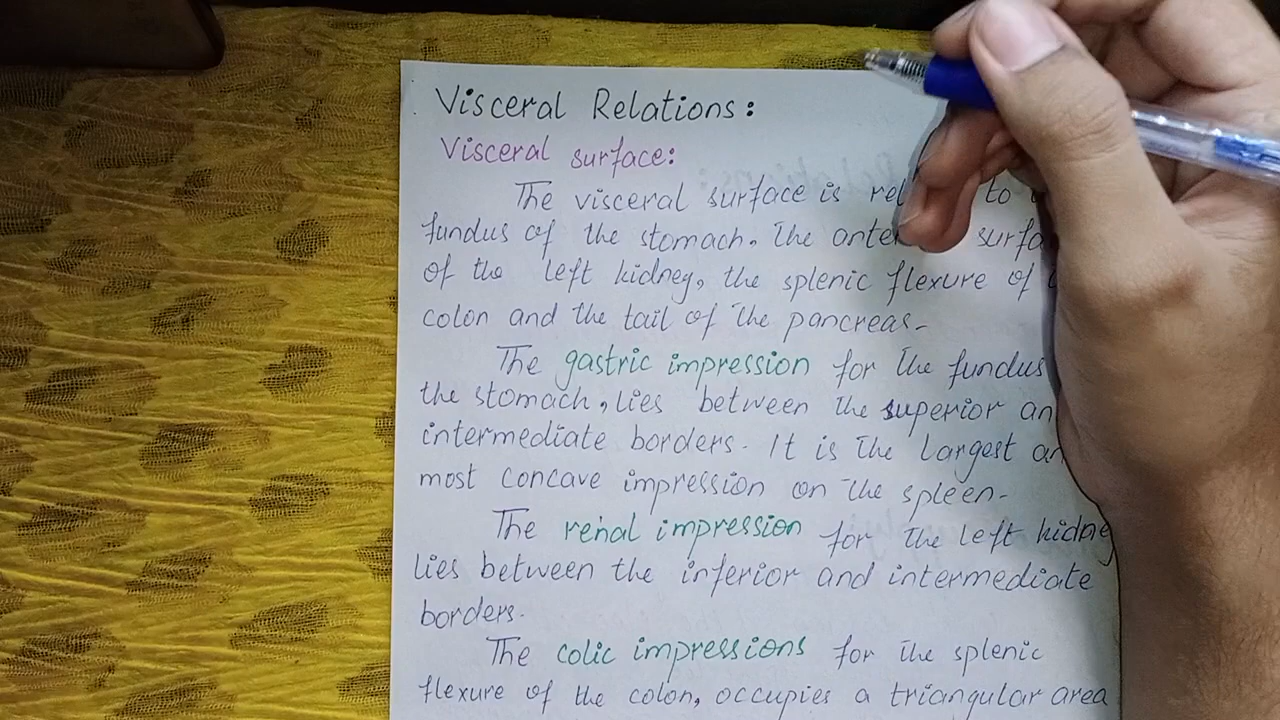 Visceral Relations:
Visceral surface:
The visceral surface is rel to
fundus of the stomach. The ante surfa
of the left kidney, the splenic flexure of
colon and the tail of the pancreas.
The gastric impression for the fundus
the stomach, lies between the superior an
intermediate borders. It is the largest an
most concave impression on the spleen.
The renal impression for the left kidney
lies between the inferior and intermediate
borders.
The colic impressions for the splenic
flexure of the colon, occupies a triangular area